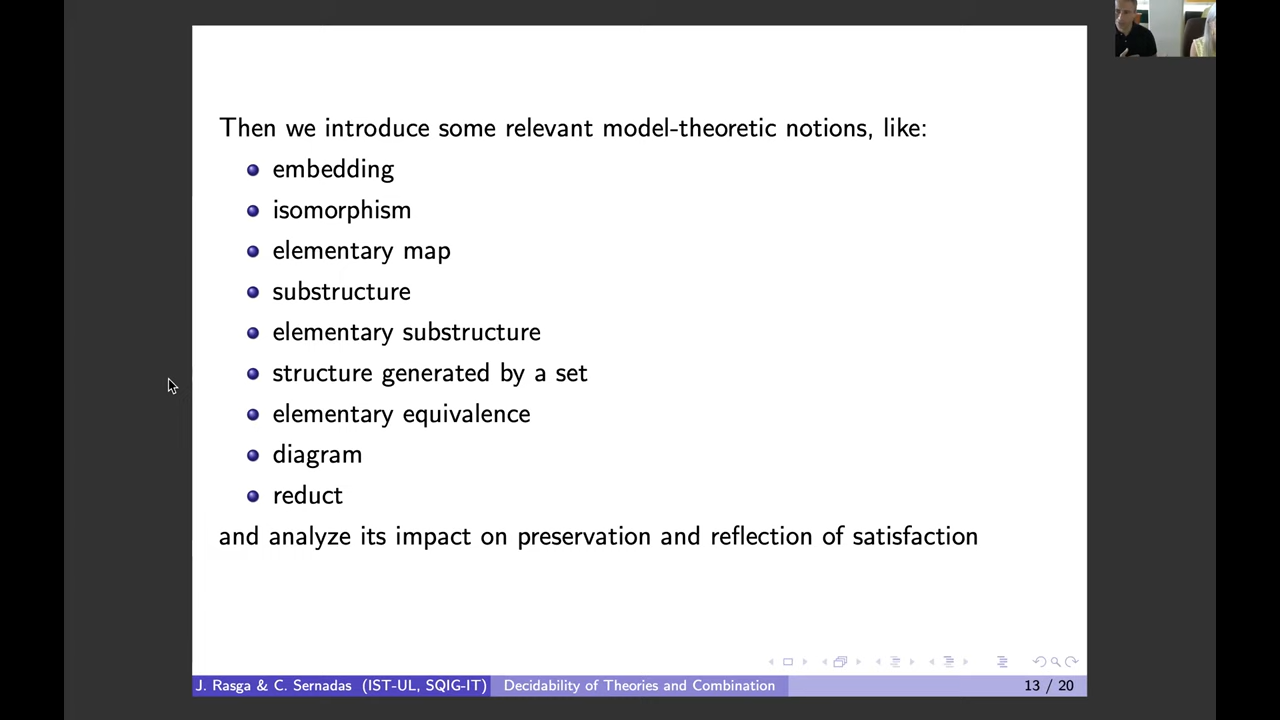 Then we introduce some relevant model-theoretic notions, like:
embedding
isomorphism
elementary map
substructure
elementary substructure
structure generated by a set
elementary equivalence
diagram
reduct
and analyze its impact on preservation and reflection of satisfaction
J. Rasga & C. Sernadas (IST-UL, SQIG-IT) Decidability of Theories and Combination 13 / 20